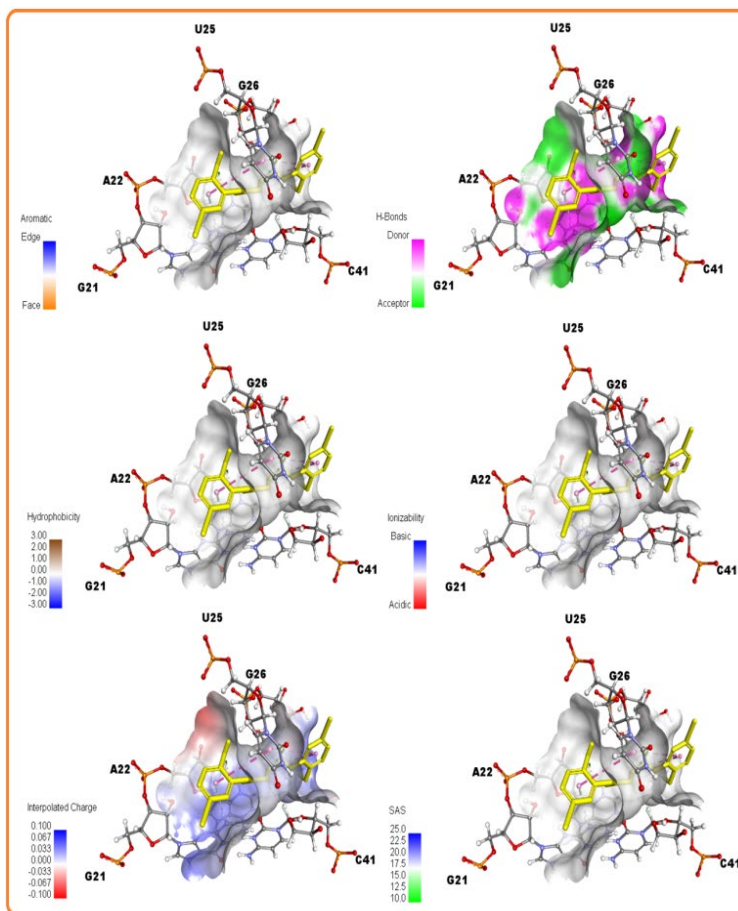 U25
G26
A22
Aromatic
Edge
Face
G21
U25
G26
A22
H-Bonds
Donor
Acceptor
G21
C41
U25
G26
A22
Hydrophobicity
3.00
2.00
1.00
0.00
-1.00
-2.00
-3.00
G21
U25
G26
A22
Ionizability
Basic
Acidic
G21
C41
U25
G26
A22
Interpolated Charge
0.100
0.067
0.033
0.000
-0.033
-0.067
-0.100
G21
C41
U25
G26
A22
SAS
25.0
22.5
20.0
17.5
15.0
12.5
10.0
G21
C41